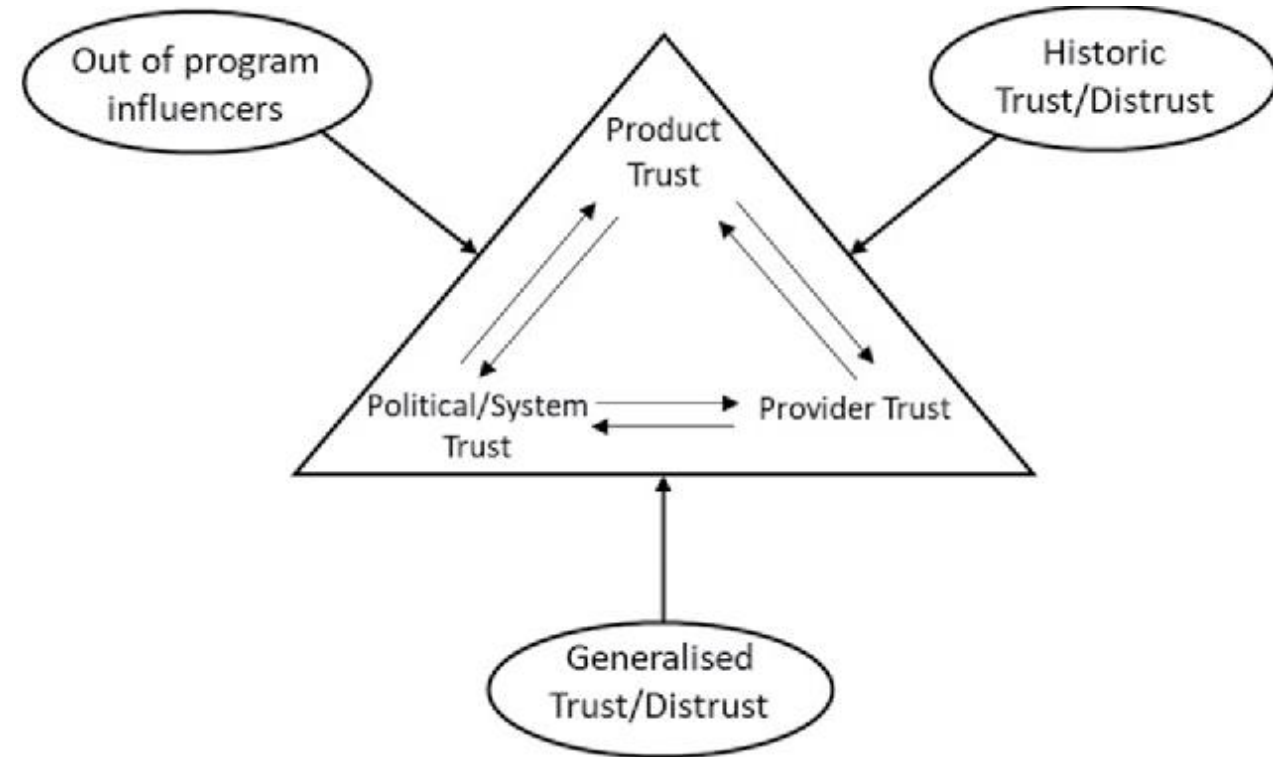 Out of program
influencers
Historic
Trust/Distrust
Product
Trust
Political/System
Trust
Provider Trust
Generalised
Trust/Distrust